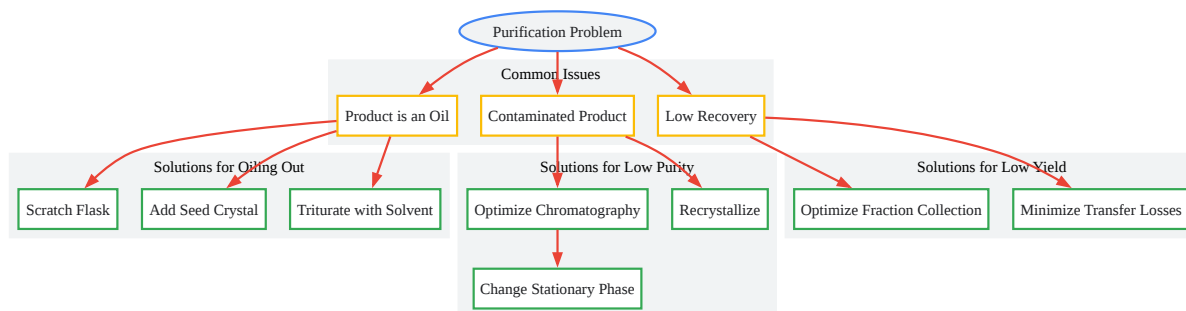 Purification Problem
Common Issues
Product is an Oil
Contaminated Product
Low Recovery
Solutions for Oiling Out
Solutions for Low Purity
Solutions for Low Yield
Scratch Flask
Add Seed Crystal
Triturate with Solvent
Optimize Chromatography
Recrystallize
Optimize Fraction Collection
Minimize Transfer Losses
Change Stationary Phase